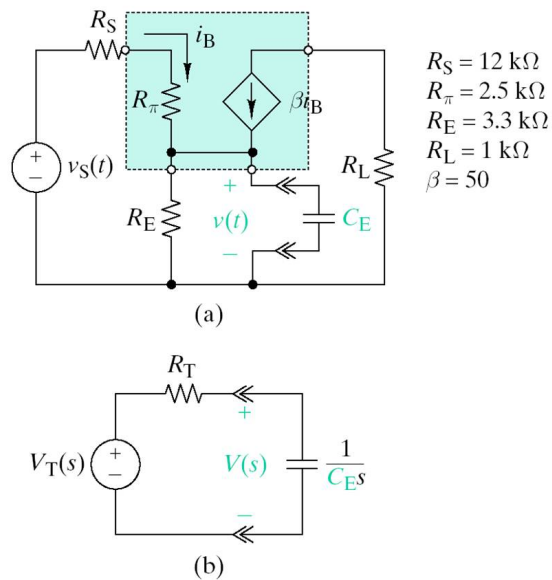 R_S
i_B
R_π
βi_B
v_S(t)
+
−
R_E
+
v(t)
−
C_E
R_L
R_S = 12 kΩ
R_π = 2.5 kΩ
R_E = 3.3 kΩ
R_L = 1 kΩ
β = 50
(a)
R_T
V_T(s)
+
−
+
V(s)
−
1
C_E s
(b)